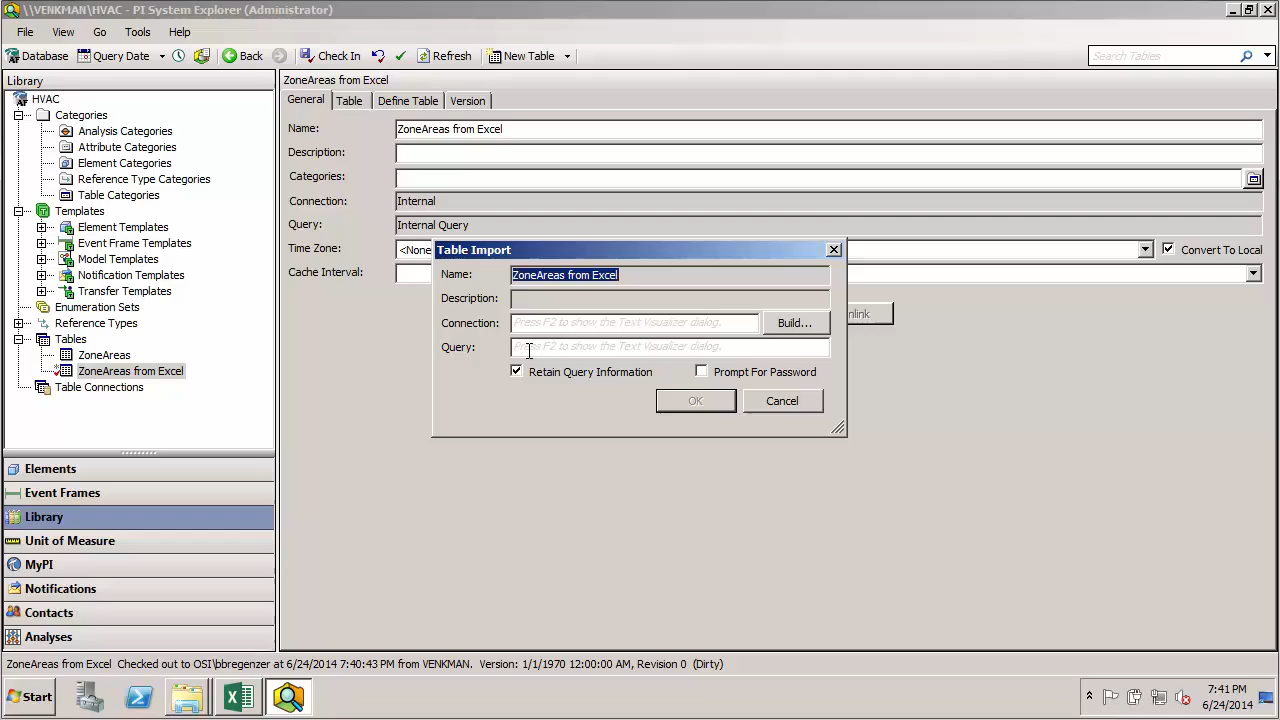 \\VENKMAN\HVAC - PI System Explorer (Administrator)
File View Go Tools Help
Database Query Date Back Check In Refresh New Table Search Tables
Library
HVAC
Categories
Analysis Categories
Attribute Categories
Element Categories
Reference Type Categories
Table Categories
Templates
Element Templates
Event Frame Templates
Model Templates
Notification Templates
Transfer Templates
Enumeration Sets
Reference Types
Tables
ZoneAreas
ZoneAreas from Excel
Table Connections
Elements
Event Frames
Library
Unit of Measure
MyPI
Notifications
Contacts
Analyses
ZoneAreas from Excel
General Table Define Table Version
Name: ZoneAreas from Excel
Description:
Categories:
Connection: Internal
Query: Internal Query
Time Zone: <None Convert To Local
Cache Interval:
nlink
Table Import
Name: ZoneAreas from Excel
Description:
Connection: Press F2 to show the Text Visualizer dialog. Build...
Query: Press F2 to show the Text Visualizer dialog.
Retain Query Information Prompt For Password
OK Cancel
ZoneAreas from Excel Checked out to OSI\bbregenzer at 6/24/2014 7:40:43 PM from VENKMAN. Version: 1/1/1970 12:00:00 AM, Revision 0 (Dirty)
Start
7:41 PM
6/24/2014